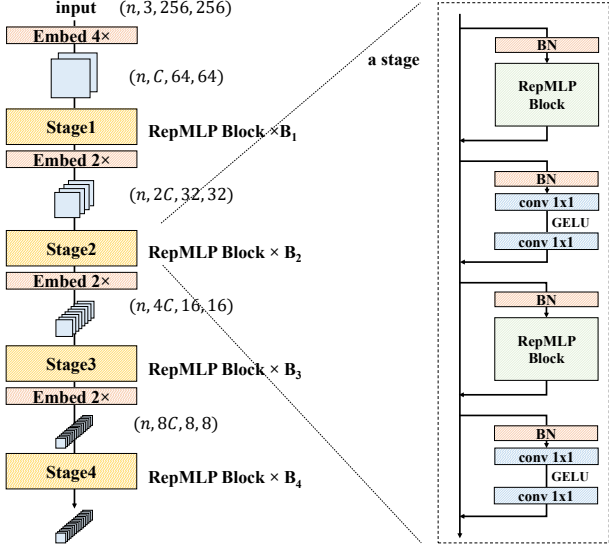 input (n, 3, 256, 256)
Embed 4×
(n, C, 64, 64)
Stage1
RepMLP Block ×B₁
Embed 2×
(n, 2C, 32, 32)
Stage2
RepMLP Block × B₂
Embed 2×
(n, 4C, 16, 16)
Stage3
RepMLP Block × B₃
Embed 2×
(n, 8C, 8, 8)
Stage4
RepMLP Block × B₄
a stage
BN
RepMLP
Block
BN
conv 1x1
GELU
conv 1x1
BN
RepMLP
Block
BN
conv 1x1
GELU
conv 1x1